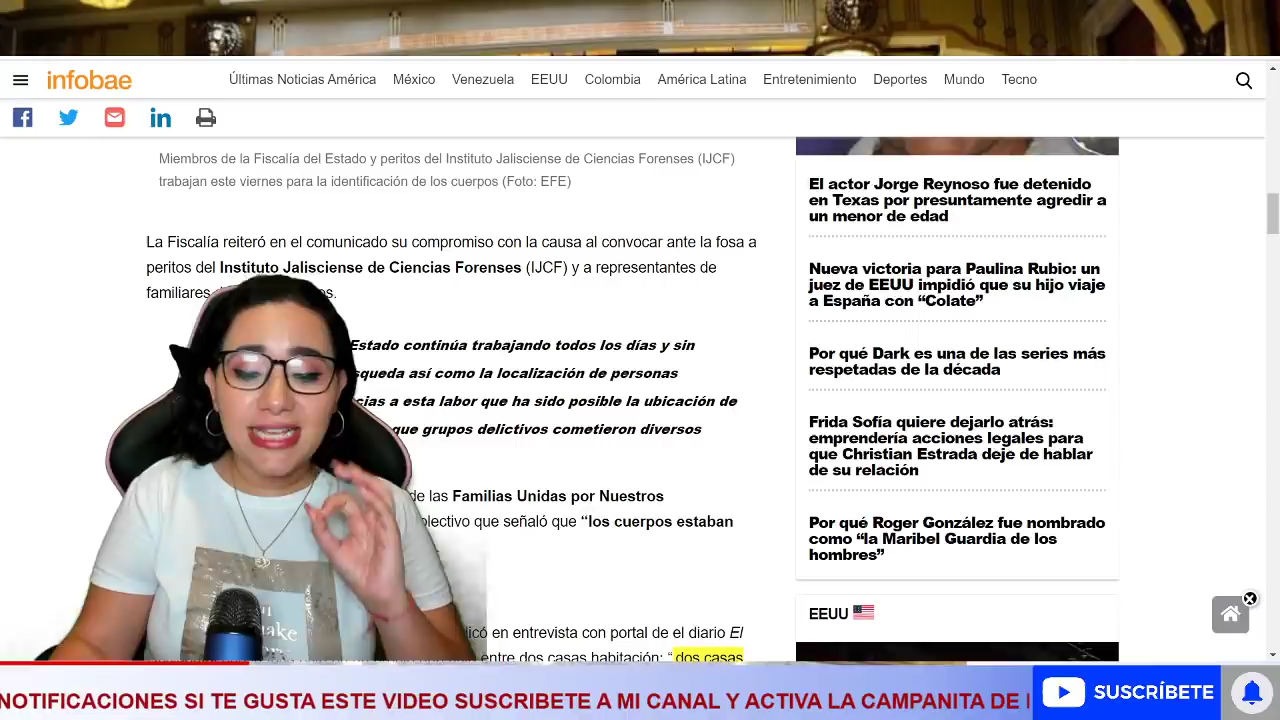 infobae
Últimas Noticias América México Venezuela EEUU Colombia América Latina Entretenimiento Deportes Mundo Tecno
Miembros de la Fiscalía del Estado y peritos del Instituto Jalisciense de Ciencias Forenses (IJCF)
trabajan este viernes para la identificación de los cuerpos (Foto: EFE)
La Fiscalía reiteró en el comunicado su compromiso con la causa al convocar ante la fosa a
peritos del Instituto Jalisciense de Ciencias Forenses (IJCF) y a representantes de
familiares
Estado continúa trabajando todos los días y sin
así como la localización de personas
a esta labor que ha sido posible la ubicación de
que grupos delictivos cometieron diversos
de las Familias Unidas por Nuestros
que señaló que “los cuerpos estaban
en entrevista con portal de el diario El
entre dos casas habitación: “dos casas
El actor Jorge Reynoso fue detenido
en Texas por presuntamente agredir a
un menor de edad
Nueva victoria para Paulina Rubio: un
juez de EEUU impidió que su hijo viaje
a España con “Colate”
Por qué Dark es una de las series más
respetadas de la década
Frida Sofía quiere dejarlo atrás:
emprendería acciones legales para
que Christian Estrada deje de hablar
de su relación
Por qué Roger González fue nombrado
como “la Maribel Guardia de los
hombres”
EEUU
NOTIFICACIONES SI TE GUSTA ESTE VIDEO SUSCRIBETE A MI CANAL Y ACTIVA LA CAMPANITA DE
SUSCRÍBETE